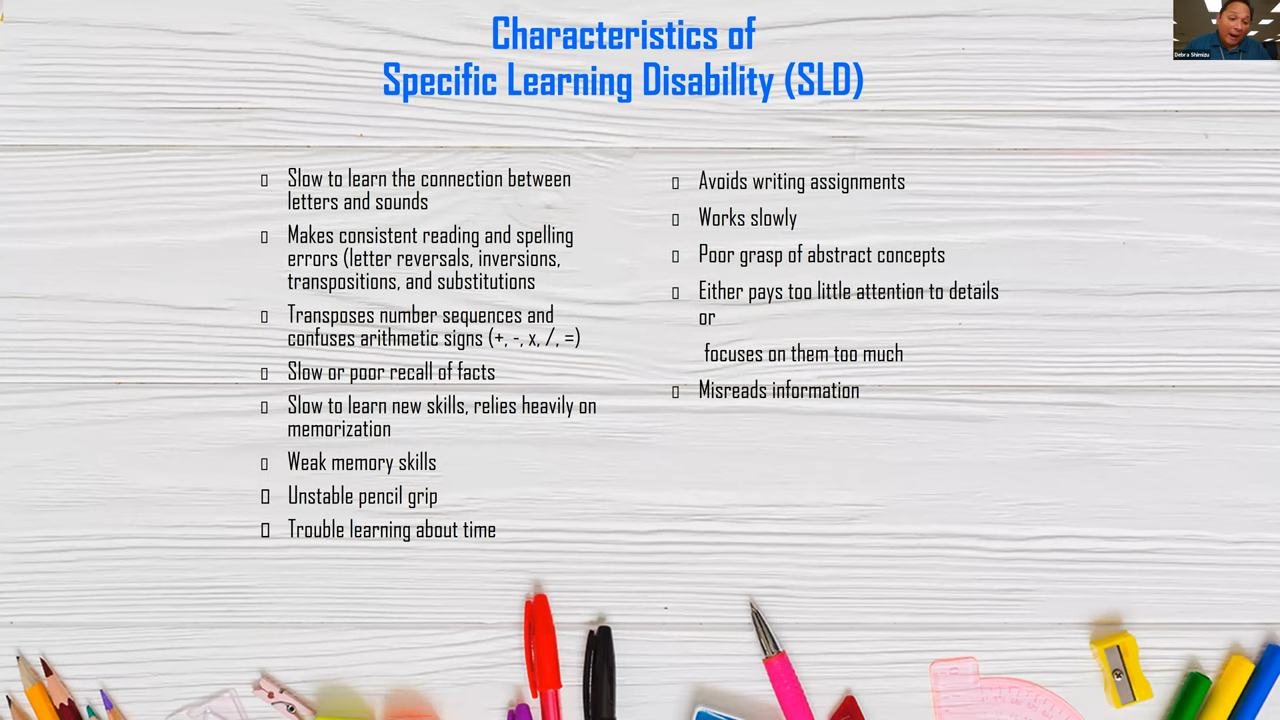 Characteristics of
Specific Learning Disability (SLD)
Debra Shimizu
Slow to learn the connection between
letters and sounds
Makes consistent reading and spelling
errors (letter reversals, inversions,
transpositions, and substitutions
Transposes number sequences and
confuses arithmetic signs (+, -, x, /, =)
Slow or poor recall of facts
Slow to learn new skills, relies heavily on
memorization
Weak memory skills
Unstable pencil grip
Trouble learning about time
Avoids writing assignments
Works slowly
Poor grasp of abstract concepts
Either pays too little attention to details
or
focuses on them too much
Misreads information